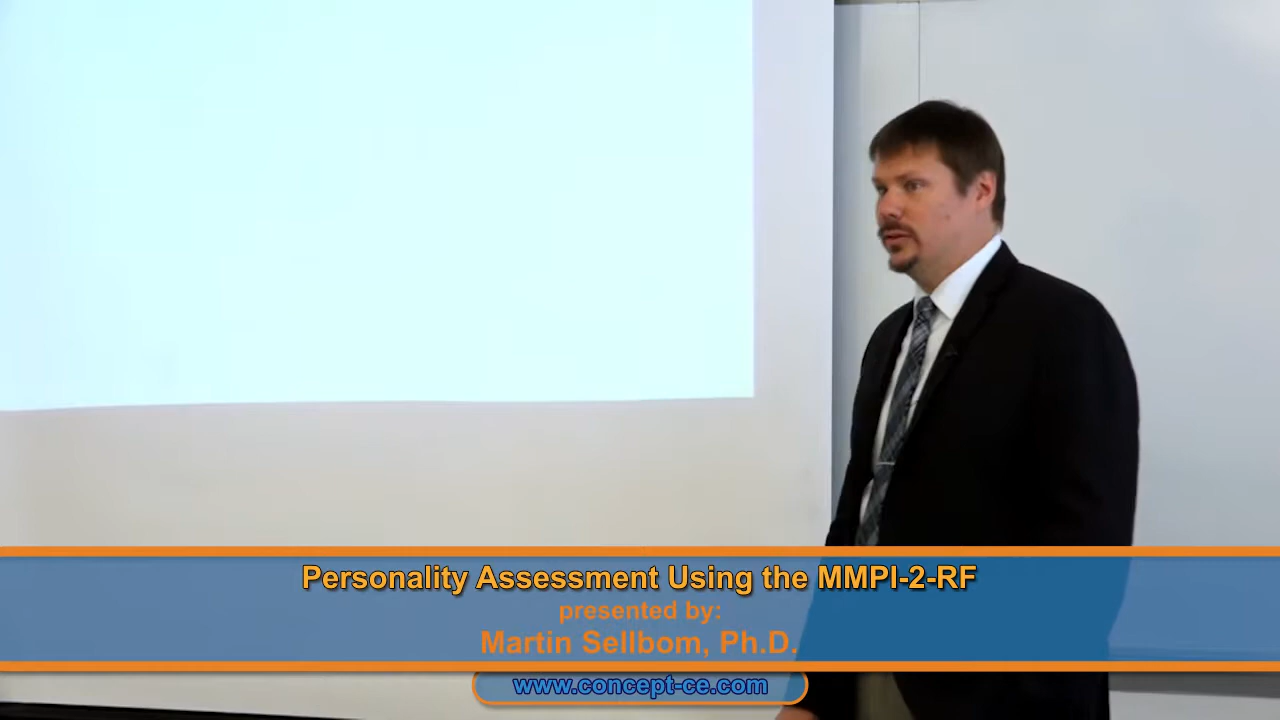 Personality Assessment Using the MMPI-2-RF
presented by:
Martin Sellbom, Ph.D.
www.concept-ce.com